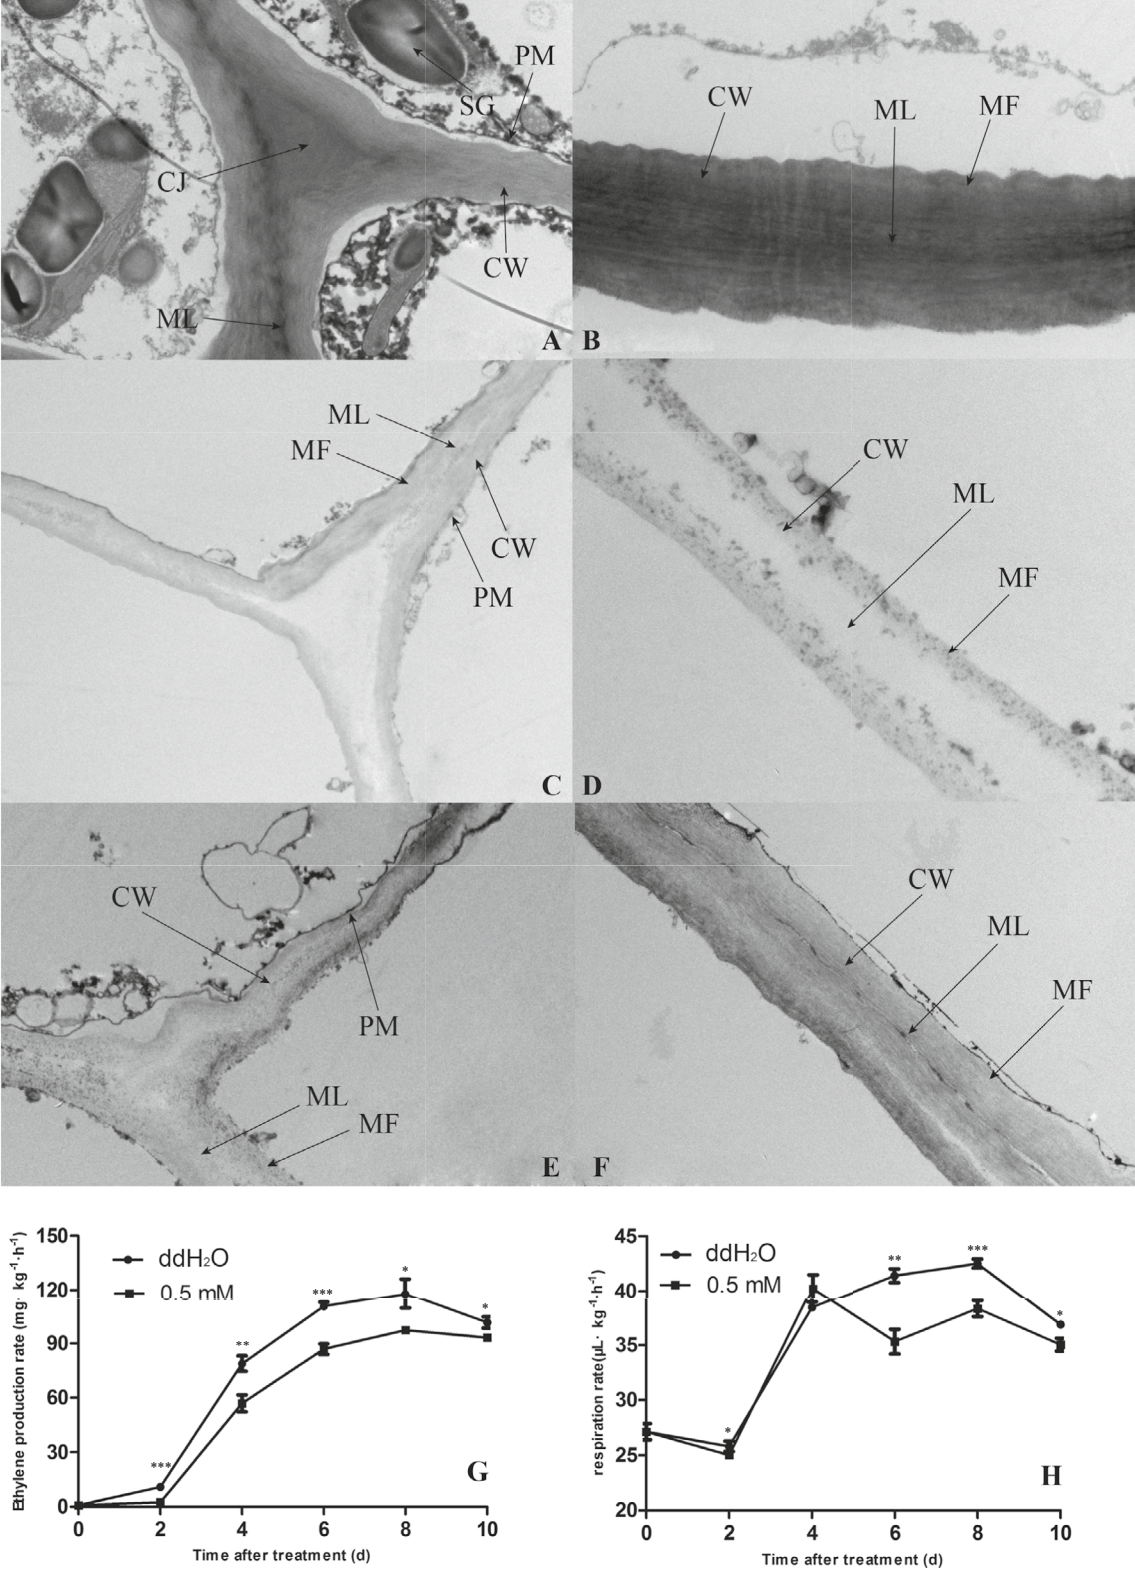 PM
SG
CJ
CW
ML
A
CW
ML
MF
B
ML
MF
CW
PM
C
CW
ML
MF
D
CW
PM
ML
MF
E
CW
ML
MF
F
150
120
90
60
30
0
Ethylene production rate (mg· kg⁻¹·h⁻¹)
ddH₂O
0.5 mM
***
**
***
*
*
G
0 2 4 6 8 10
Time after treatment (d)
45
40
35
30
25
20
respiration rate(μL· kg⁻¹·h⁻¹)
ddH₂O
0.5 mM
*
**
***
*
H
0 2 4 6 8 10
Time after treatment (d)